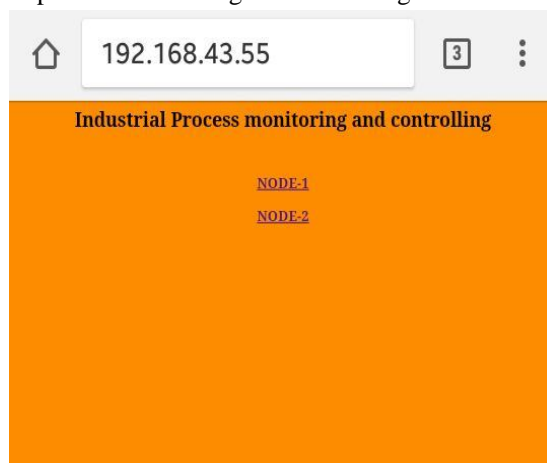 192.168.43.55
3
Industrial Process monitoring and controlling
NODE-1
NODE-2